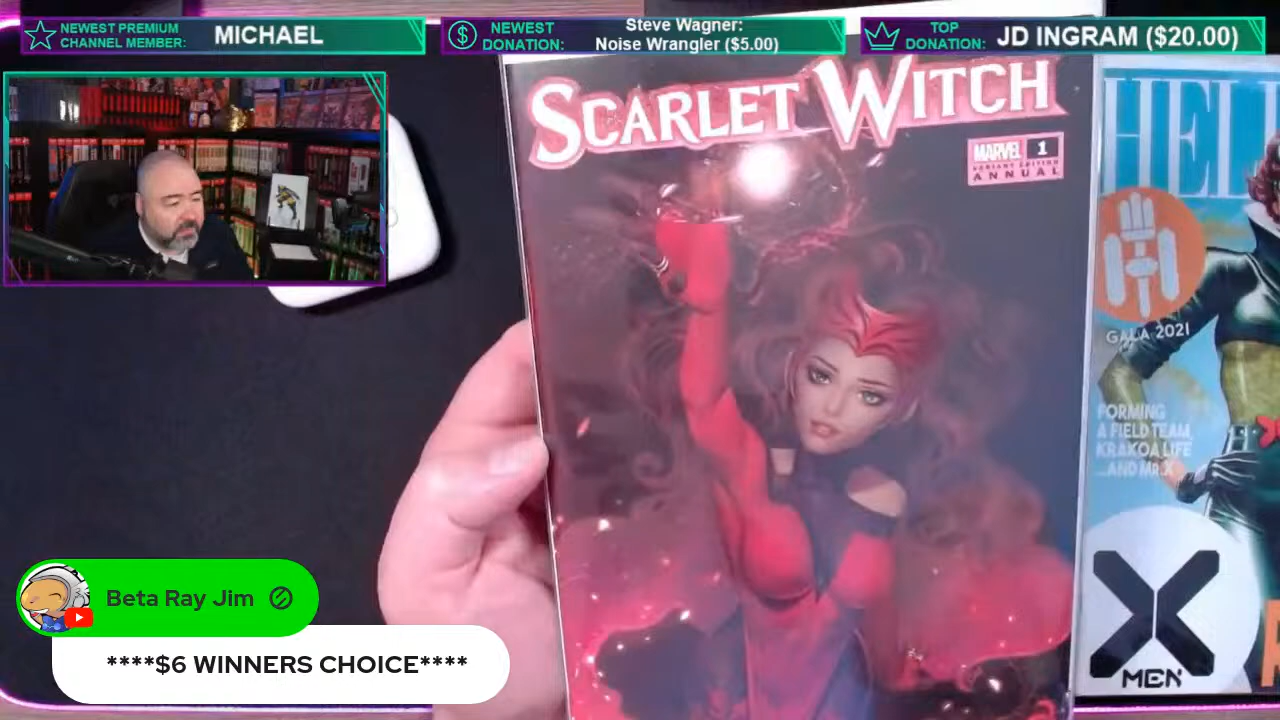 NEWEST PREMIUM
CHANNEL MEMBER:
MICHAEL
NEWEST
DONATION:
Steve Wagner:
Noise Wrangler ($5.00)
TOP
DONATION:
JD INGRAM ($20.00)
SCARLET WITCH
MARVEL 1
VARIANT EDITION
ANNUAL
HEL
GALA 2021
FORMING
A FIELD TEAM,
KRAKOA LIFE
...AND MR. X
X
MEN
Beta Ray Jim
****$6 WINNERS CHOICE****